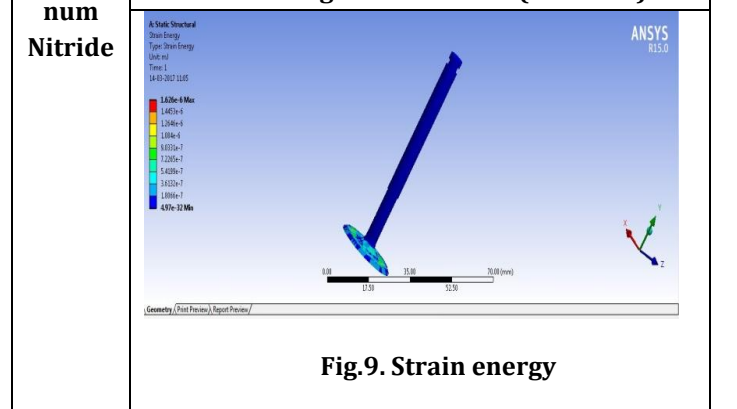 num
Nitride
A: Static Structural
Strain Energy
Type: Strain Energy
Unit: mJ
Time: 1
14-03-2017 11:05
1.626e-6 Max
1.4453e-6
1.2646e-6
1.084e-6
9.0331e-7
7.2265e-7
5.4199e-7
3.6132e-7
1.8066e-7
4.97e-32 Min
ANSYS
R15.0
Y
X
Z
0.00
35.00
70.00 (mm)
17.50
52.50
Geometry Print Preview Report Preview
Fig.9. Strain energy